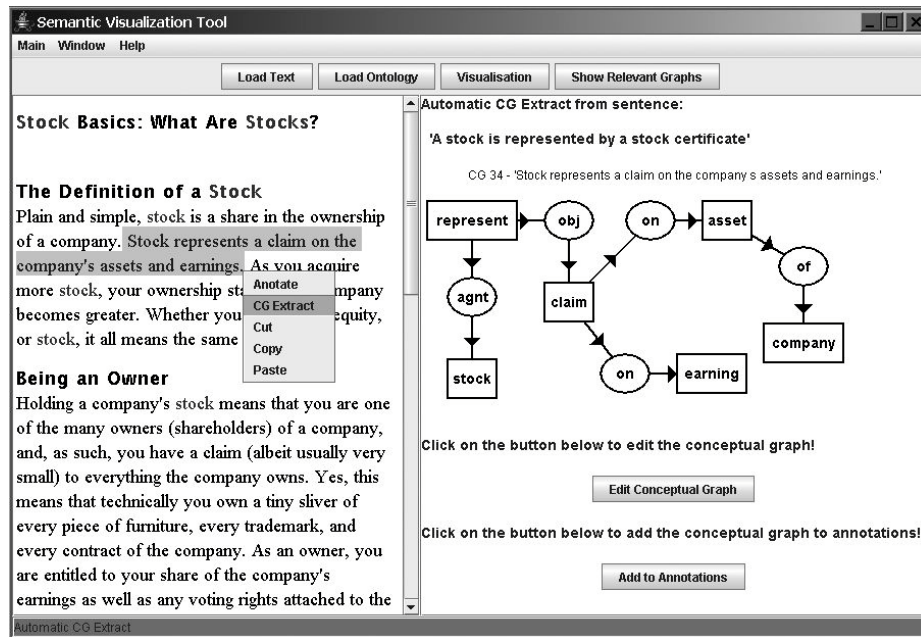 Semantic Visualization Tool
Main Window Help
Load Text Load Ontology Visualisation Show Relevant Graphs
Stock Basics: What Are Stocks?
The Definition of a Stock
Plain and simple, stock is a share in the ownership
of a company. Stock represents a claim on the
company's assets and earnings. As you acquire
more stock, your ownership sta mpany
becomes greater. Whether you equity,
or stock, it all means the same
Anotate
CG Extract
Cut
Copy
Paste
Being an Owner
Holding a company's stock means that you are one
of the many owners (shareholders) of a company,
and, as such, you have a claim (albeit usually very
small) to everything the company owns. Yes, this
means that technically you own a tiny sliver of
every piece of furniture, every trademark, and
every contract of the company. As an owner, you
are entitled to your share of the company's
earnings as well as any voting rights attached to the
Automatic CG Extract from sentence:
'A stock is represented by a stock certificate'
CG 34 - 'Stock represents a claim on the company s assets and earnings.'
represent obj on asset
of
agnt claim
company
stock on earning
Click on the button below to edit the conceptual graph!
Edit Conceptual Graph
Click on the button below to add the conceptual graph to annotations!
Add to Annotations
Automatic CG Extract